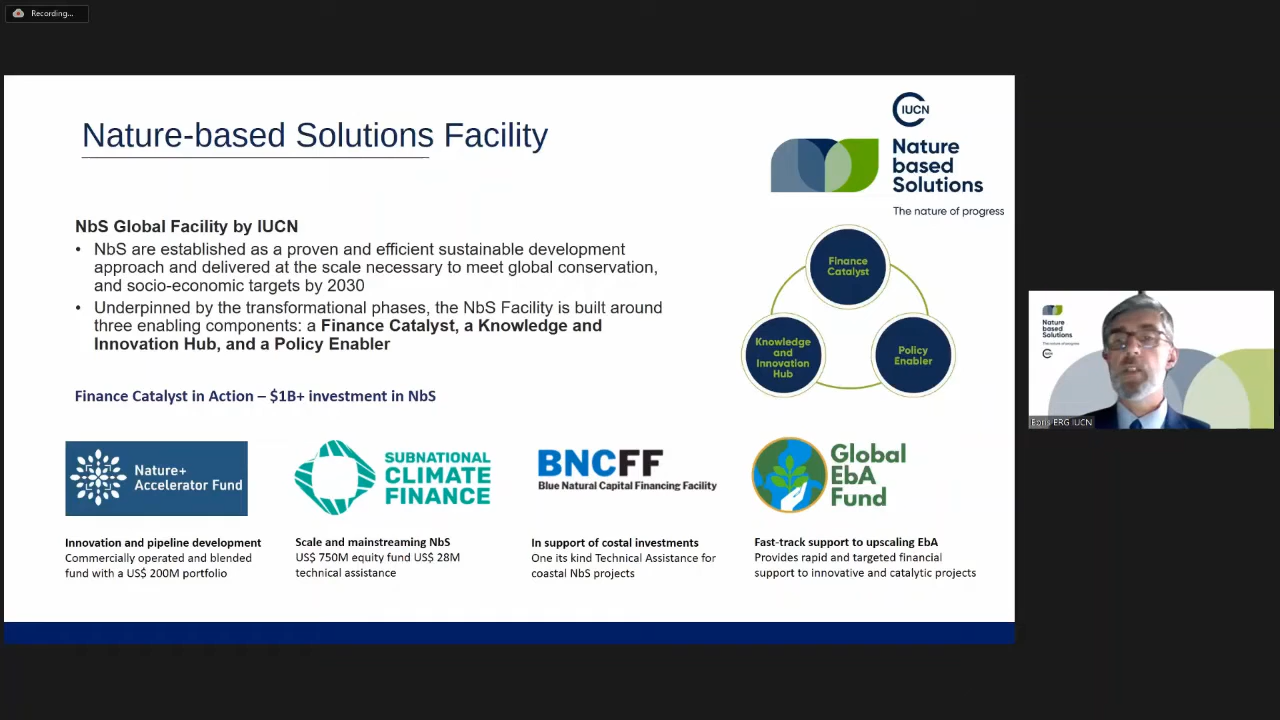 Recording...
Nature-based Solutions Facility
IUCN
Nature
based
Solutions
The nature of progress
NbS Global Facility by IUCN
• NbS are established as a proven and efficient sustainable development
approach and delivered at the scale necessary to meet global conservation,
and socio-economic targets by 2030
• Underpinned by the transformational phases, the NbS Facility is built around
three enabling components: a Finance Catalyst, a Knowledge and
Innovation Hub, and a Policy Enabler
Finance
Catalyst
Knowledge
and
Innovation
Hub
Policy
Enabler
Finance Catalyst in Action – $1B+ investment in NbS
Nature+
Accelerator Fund
SUBNATIONAL
CLIMATE
FINANCE
BNCFF
Blue Natural Capital Financing Facility
Global
EbA
Fund
Innovation and pipeline development
Commercially operated and blended
fund with a US$ 200M portfolio
Scale and mainstreaming NbS
US$ 750M equity fund US$ 28M
technical assistance
In support of costal investments
One its kind Technical Assistance for
coastal NbS projects
Fast-track support to upscaling EbA
Provides rapid and targeted financial
support to innovative and catalytic projects
Nature
based
Solutions
ERG IUCN